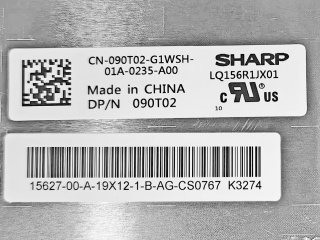 CN-090T02-G1WSH-
01A-0235-A00
Made in CHINA
DP/N 090T02
SHARP
LQ156R1JX01
c RU US
10
15627-00-A-19X12-1-B-AG-CS0767 K3274